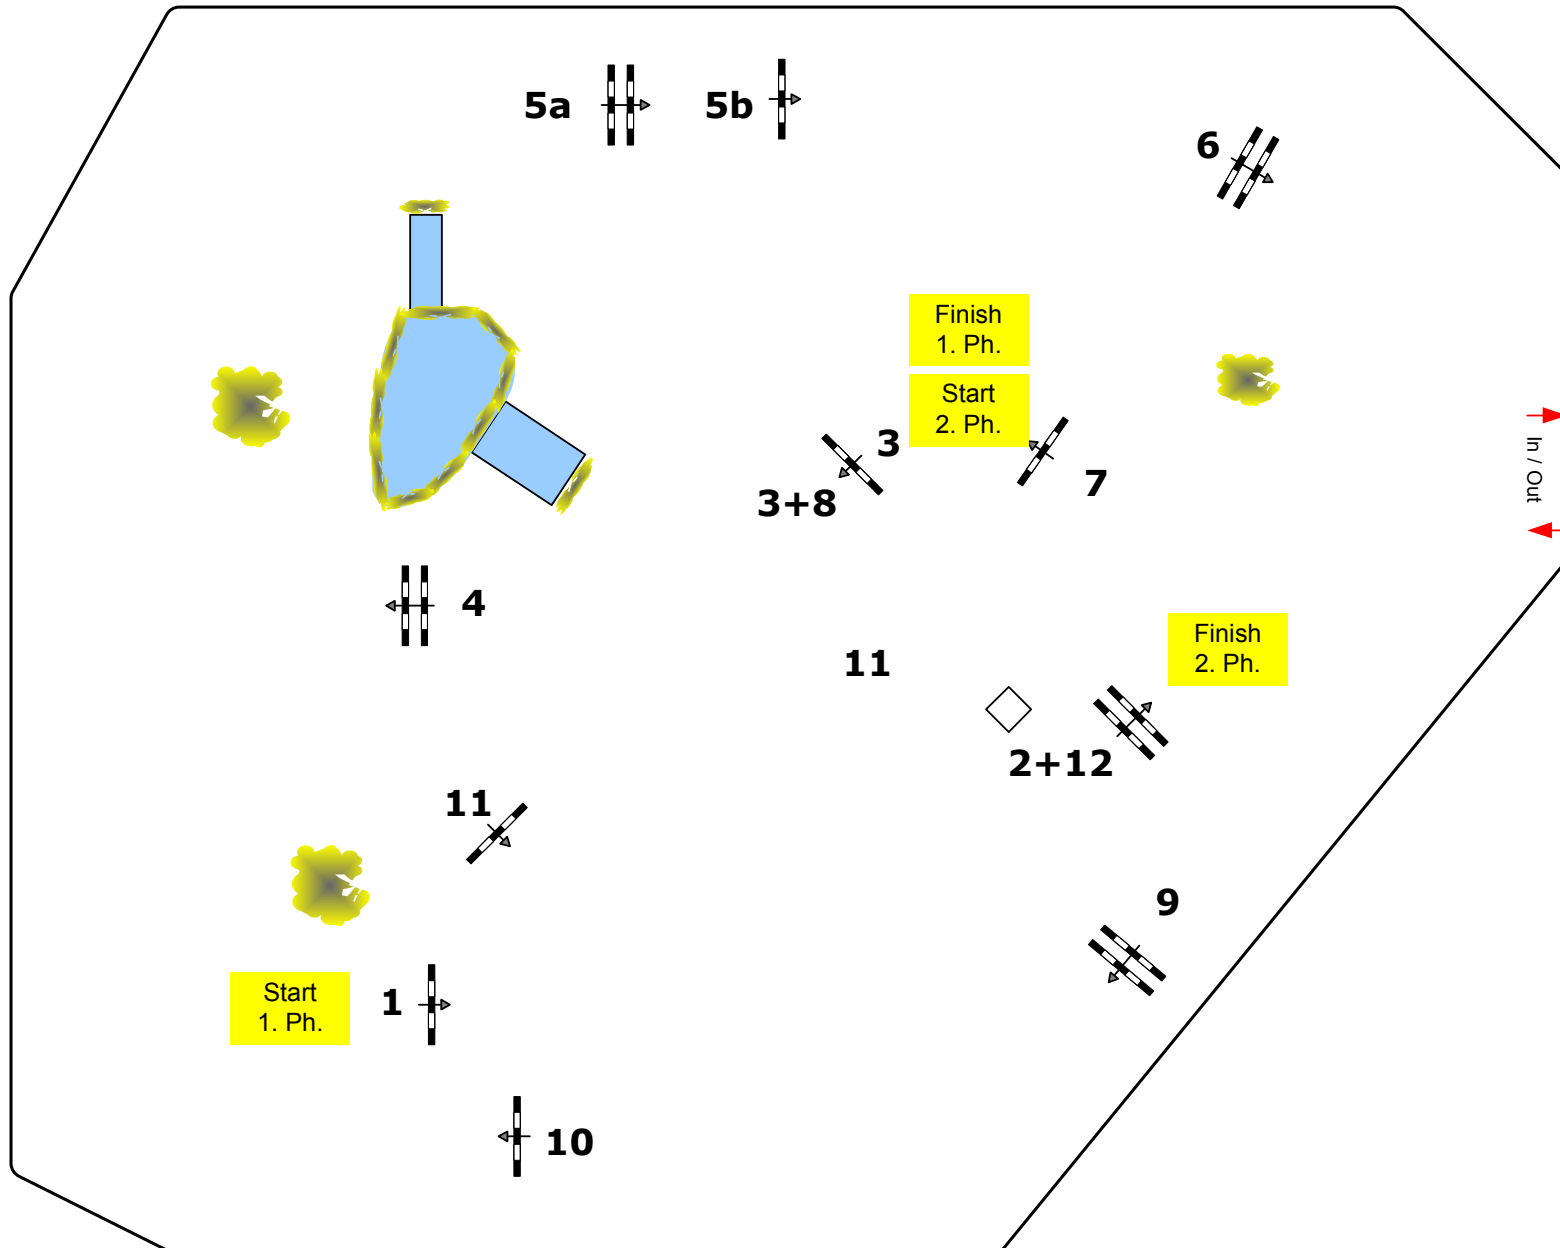 5a
5b
6
Finish
1. Ph.
Start
2. Ph.
3
3+8
7
In / Out
4
11
Finish
2. Ph.
2+12
11
9
Start
1. Ph.
1
10